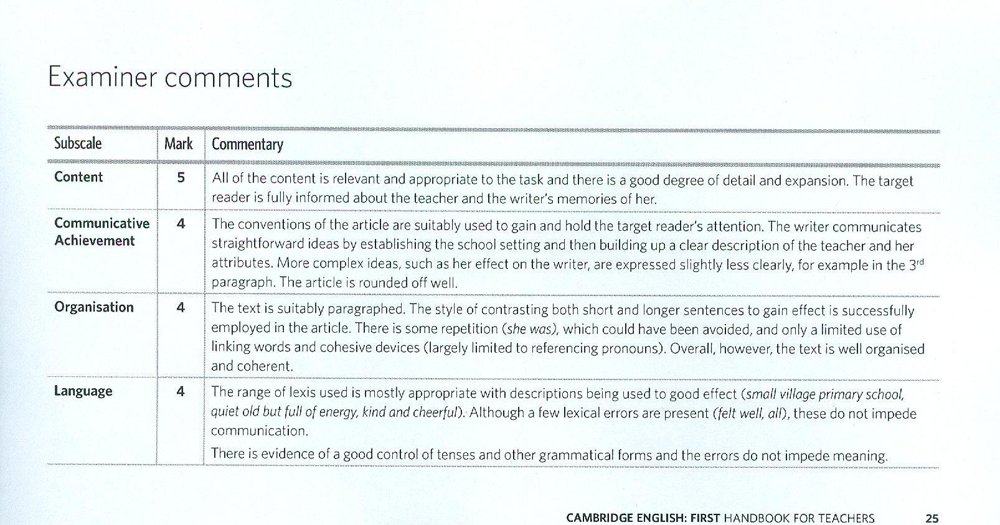 Examiner comments
Subscale Mark Commentary
Content 5 All of the content is relevant and appropriate to the task and there is a good degree of detail and expansion. The target
reader is fully informed about the teacher and the writer's memories of her.
Communicative 4 The conventions of the article are suitably used to gain and hold the target reader's attention. The writer communicates
Achievement straightforward ideas by establishing the school setting and then building up a clear description of the teacher and her
attributes. More complex ideas, such as her effect on the writer, are expressed slightly less clearly, for example in the 3rd
paragraph. The article is rounded off well.
Organisation 4 The text is suitably paragraphed. The style of contrasting both short and longer sentences to gain effect is successfully
employed in the article. There is some repetition (she was), which could have been avoided, and only a limited use of
linking words and cohesive devices (largely limited to referencing pronouns). Overall, however, the text is well organised
and coherent.
Language 4 The range of lexis used is mostly appropriate with descriptions being used to good effect (small village primary school,
quiet old but full of energy, kind and cheerful). Although a few lexical errors are present (felt well, all), these do not impede
communication.
There is evidence of a good control of tenses and other grammatical forms and the errors do not impede meaning.
CAMBRIDGE ENGLISH: FIRST HANDBOOK FOR TEACHERS 25